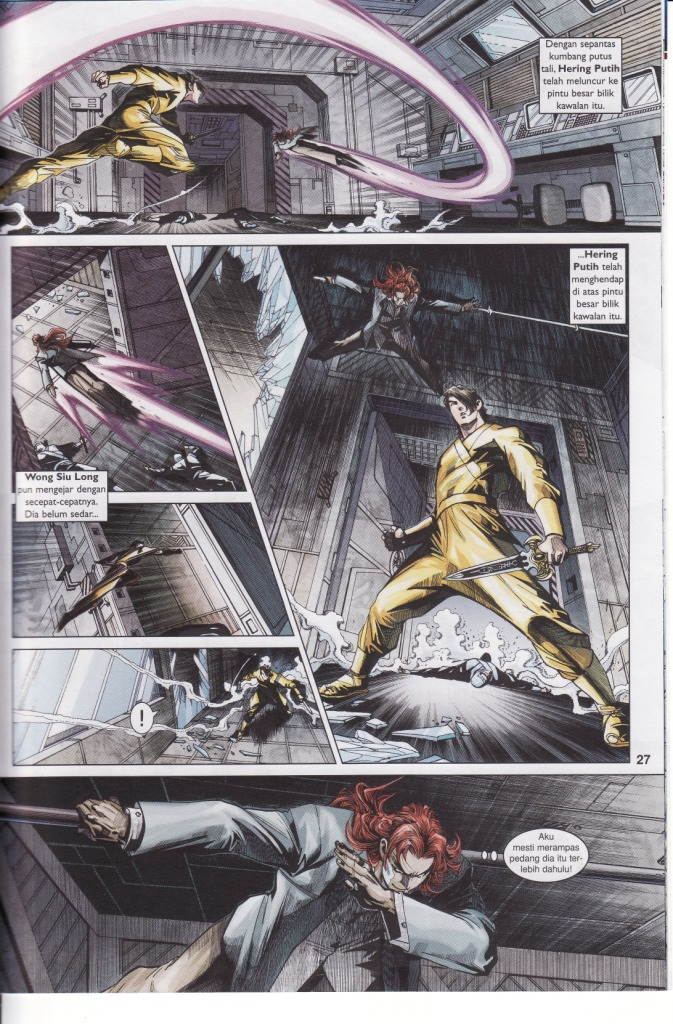 Dengan sepantas
kumbang putus
tali, Hering Putih
telah meluncur ke
pintu besar bilik
kawalan itu.
Wong Siu Long
pun mengejar dengan
secepat-cepatnya.
Dia belum sedar...
!
...Hering
Putih telah
menghendap
di atas pintu
besar bilik
kawalan itu.
27
Aku
mesti merampas
pedang dia itu ter-
lebih dahulu!